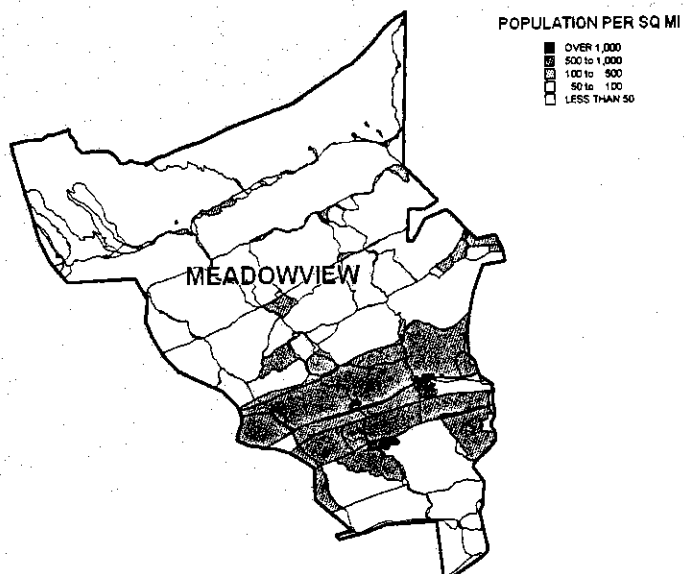 POPULATION PER SQ MI
OVER 1,000
500 to 1,000
100 to 500
50 to 100
LESS THAN 50
MEADOWVIEW